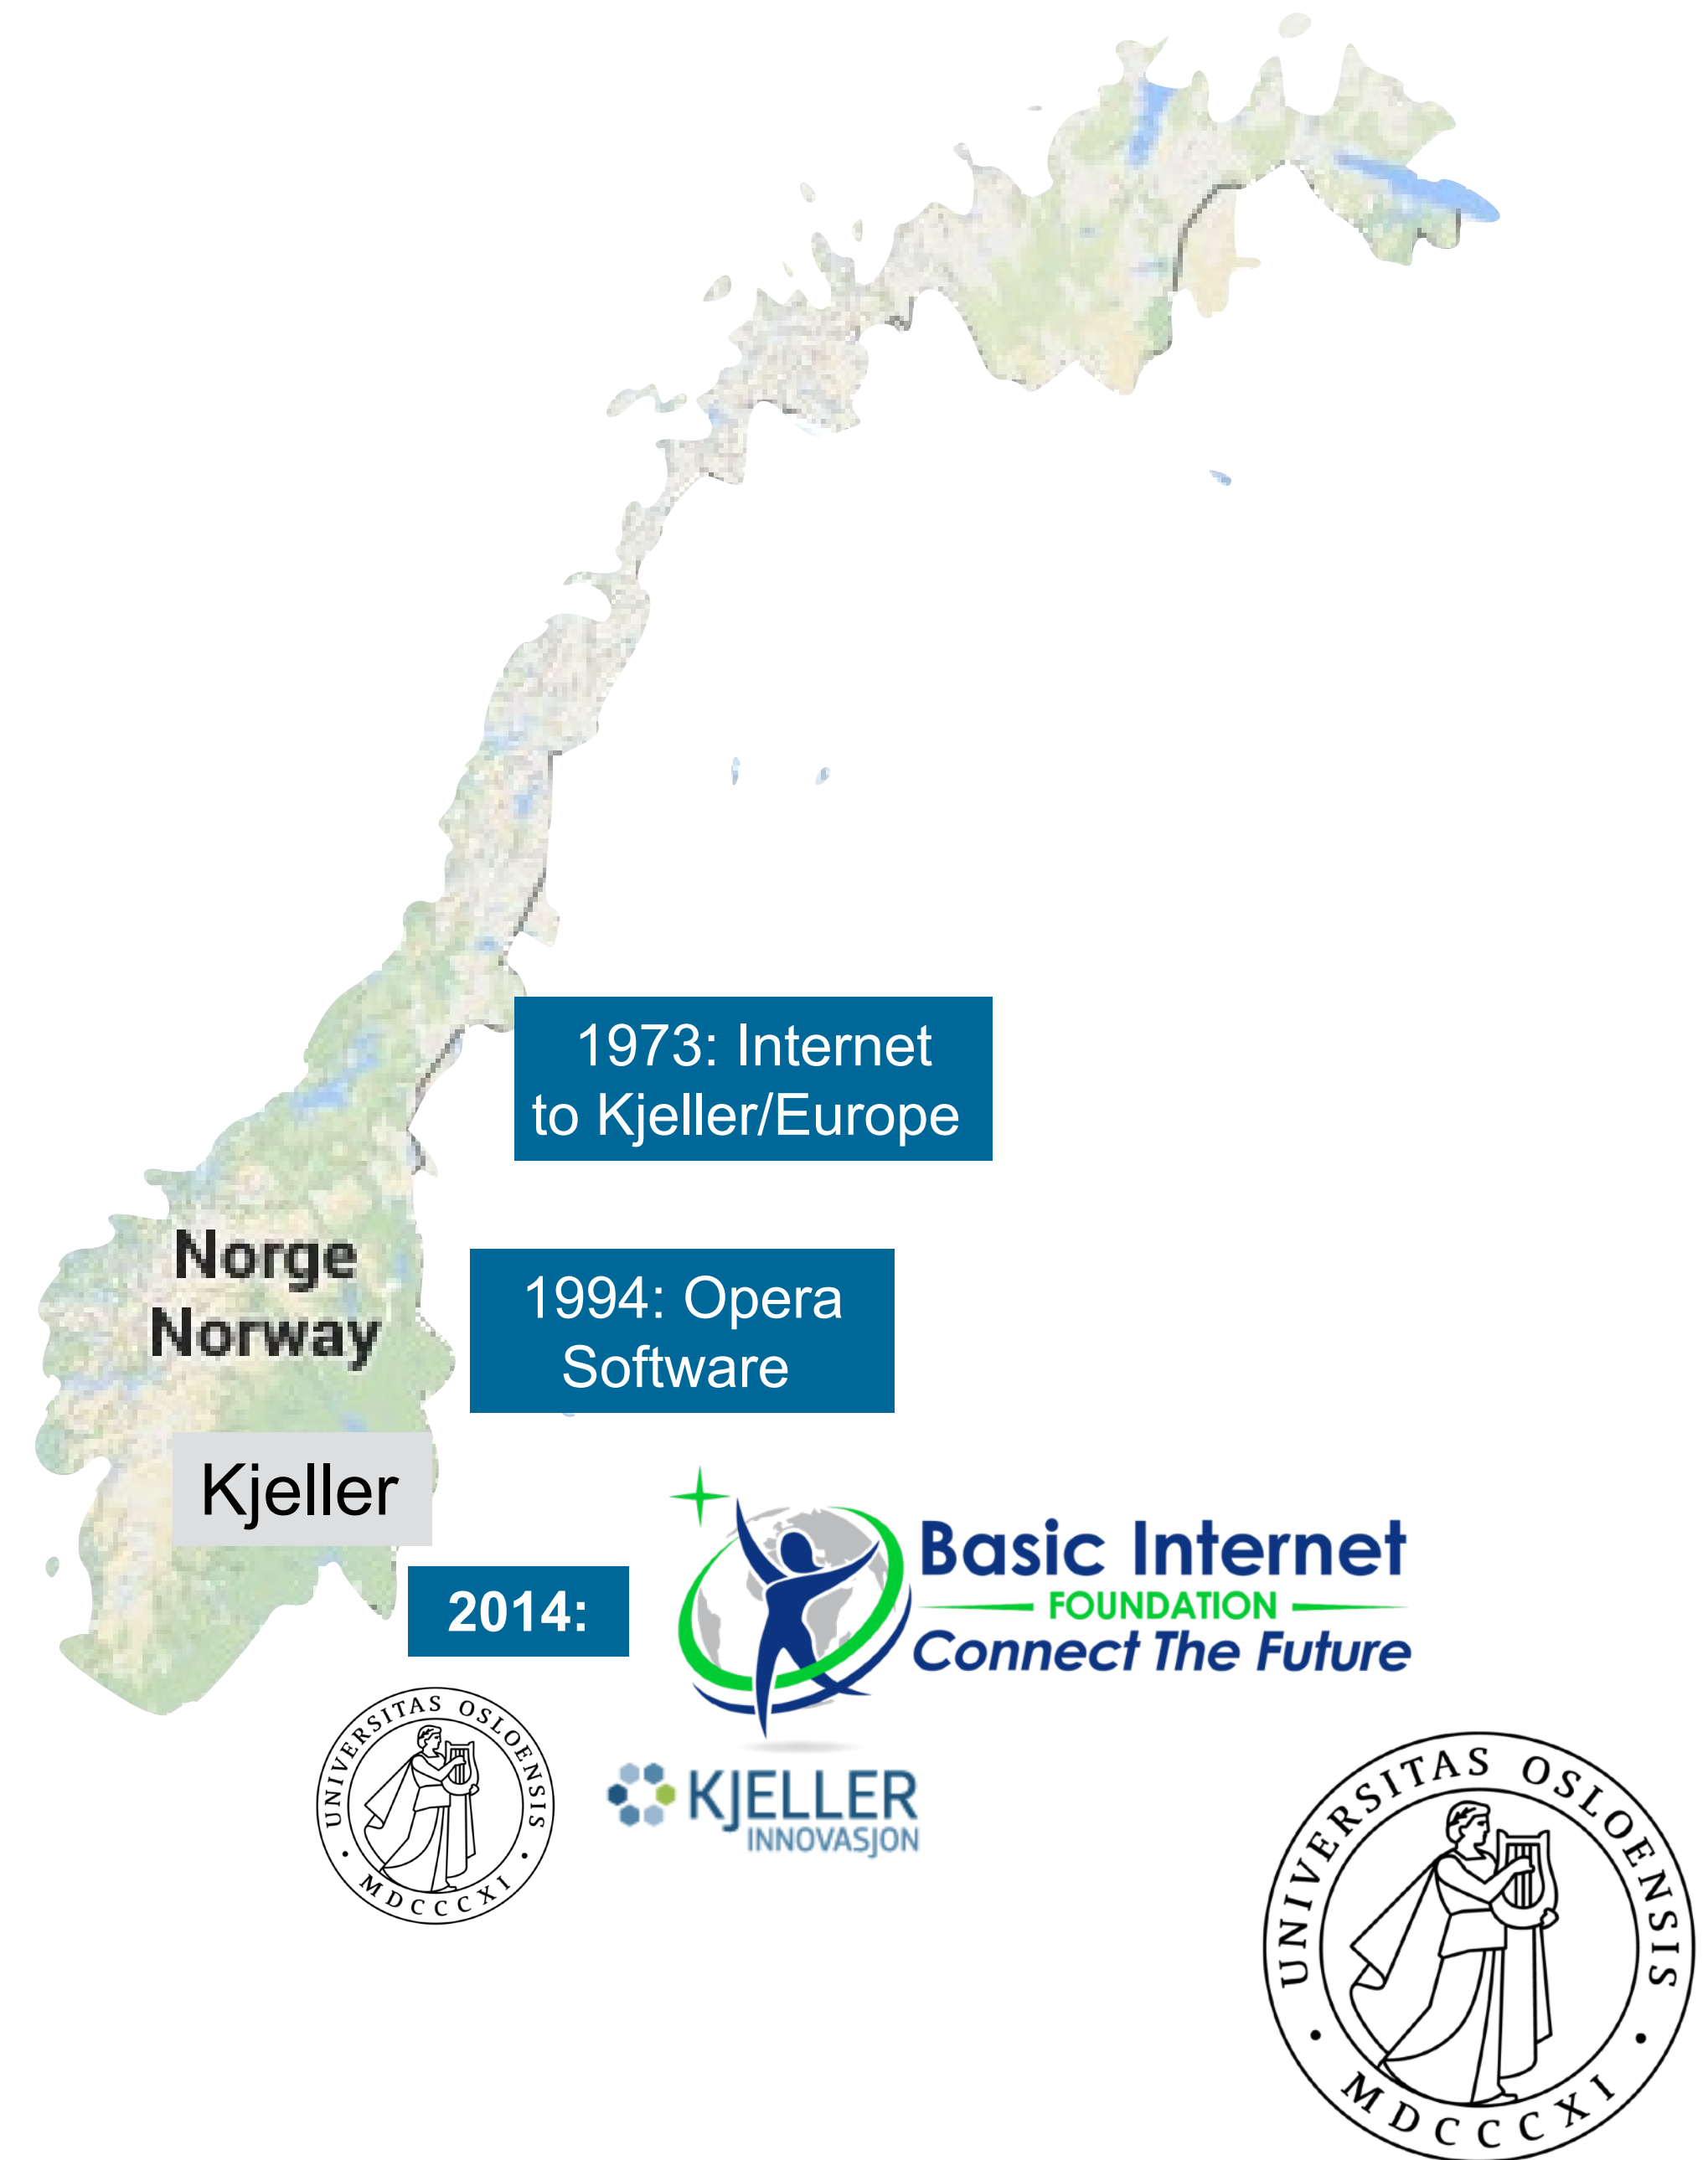 1973: Internet
to Kjeller/Europe
Norge
Norway
1994: Opera
Software
Kjeller
2014:
Basic Internet
FOUNDATION
Connect The Future
UNIVERSITAS OSLOENSIS
MDCCCXI
KJELLER
INNOVASJON
UNIVERSITAS OSLOENSIS
MDCCCXI